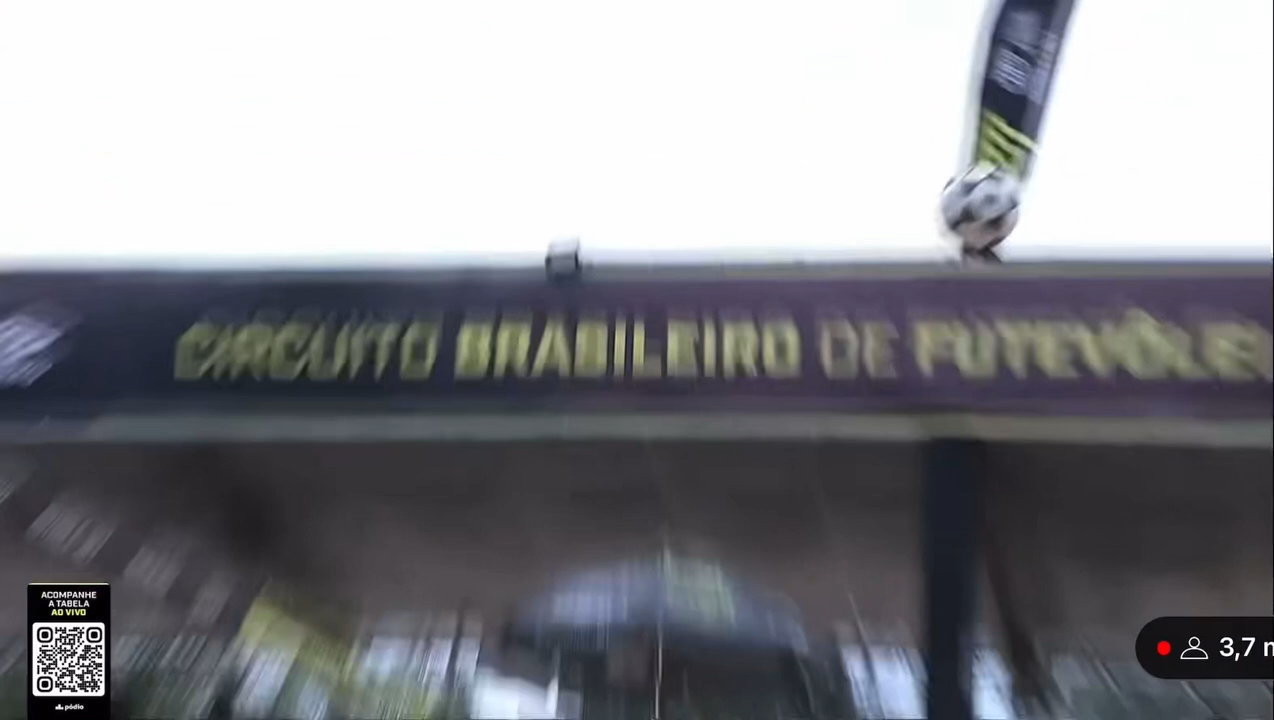 CIRCUITO BRASILEIRO DE FUTEVÔLEI
ACOMPANHE
A TABELA
AO VIVO
pódio
3,7 m